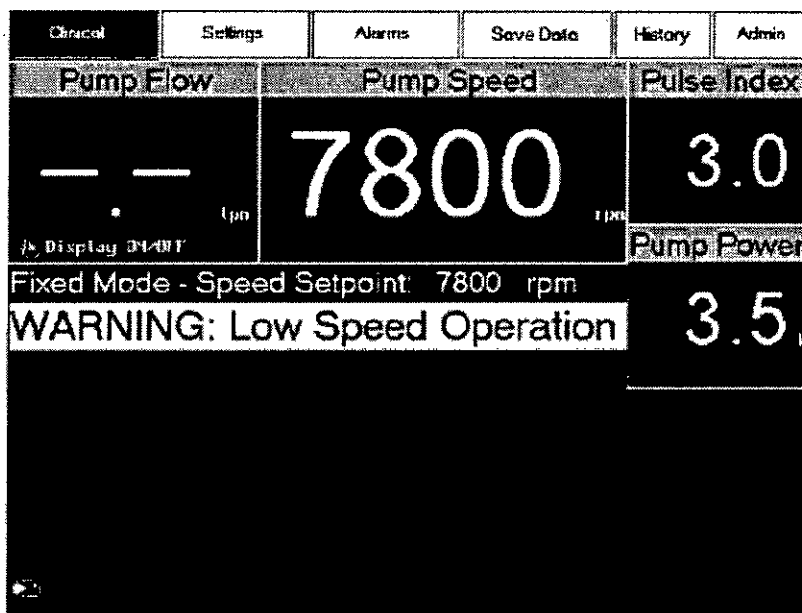 Clinical Settings Alarms Save Data History Admin
Pump Flow Pump Speed Pulse Index
--.-- lpm 7800 rpm 3.0
Display ON/OFF Pump Power
Fixed Mode - Speed Setpoint: 7800 rpm
WARNING: Low Speed Operation 3.5